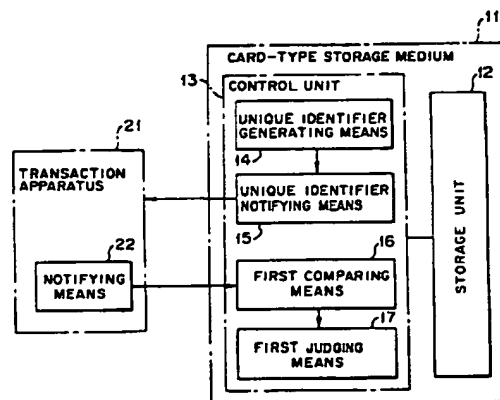 11
CARD-TYPE STORAGE MEDIUM
12
13
CONTROL UNIT
UNIQUE IDENTIFIER
GENERATING MEANS
14
21
TRANSACTION
APPARATUS
UNIQUE IDENTIFIER
NOTIFYING MEANS
15
STORAGE UNIT
22
16
NOTIFYING
MEANS
FIRST COMPARING
MEANS
17
FIRST JUDGING
MEANS